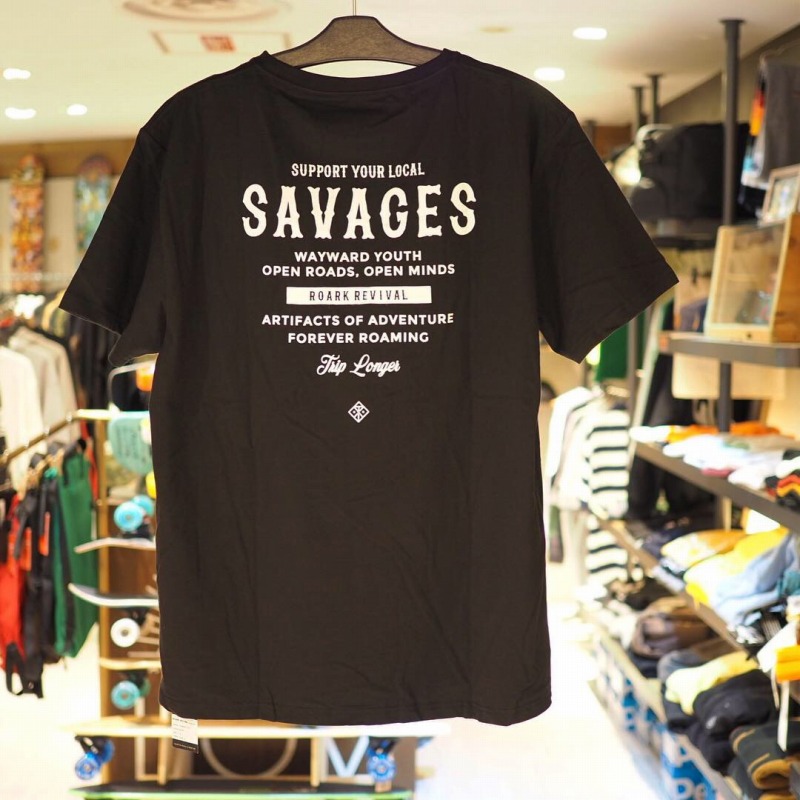 SUPPORT YOUR LOCAL
SAVAGES
WAYWARD YOUTH
OPEN ROADS, OPEN MINDS
ROARK REVIVAL
ARTIFACTS OF ADVENTURE
FOREVER ROAMING
Trip Longer